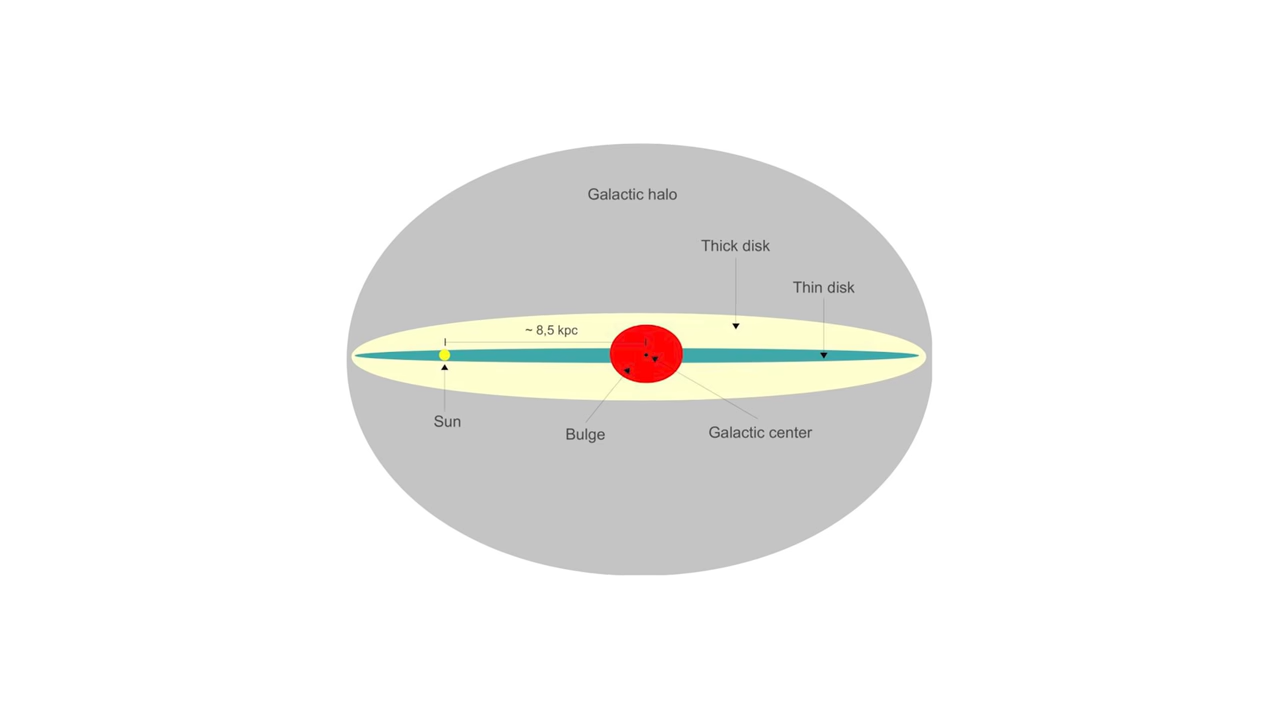 Galactic halo
Thick disk
Thin disk
~ 8,5 kpc
Sun
Bulge
Galactic center